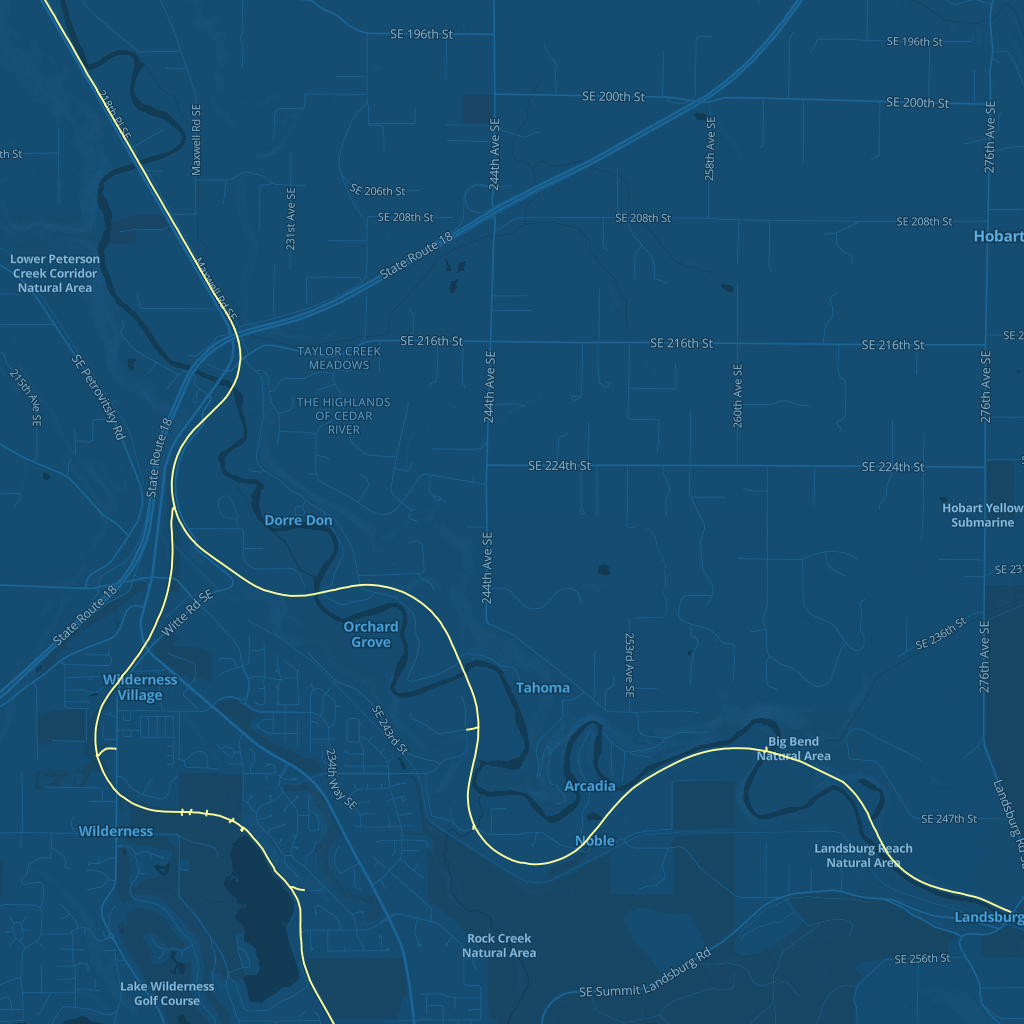 SE 196th St
SE 196th St
SE 200th St
SE 200th St
218th Pl SE
Maxwell Rd SE
244th Ave SE
258th Ave SE
276th Ave SE
th St
SE 206th St
SE 208th St
SE 208th St
SE 208th St
231st Ave SE
State Route 18
Hobart
Lower Peterson
Creek Corridor
Natural Area
Maxwell Rd SE
SE 216th St
SE 216th St
SE 216th St
SE 2
TAYLOR CREEK
MEADOWS
THE HIGHLANDS
OF CEDAR
RIVER
215th Ave SE
SE Petrovitsky Rd
244th Ave SE
260th Ave SE
276th Ave SE
State Route 18
SE 224th St
SE 224th St
Dorre Don
Hobart Yellow
Submarine
244th Ave SE
SE 237
State Route 18
Witte Rd SE
Orchard
Grove
SE 236th St
253rd Ave SE
276th Ave SE
Wilderness
Village
Tahoma
SE 243rd St
234th Way SE
Big Bend
Natural Area
Arcadia
Landsburg Rd S
SE 247th St
Wilderness
Noble
Landsburg Reach
Natural Area
Landsburg
Rock Creek
Natural Area
SE 256th St
SE Summit Landsburg Rd
Lake Wilderness
Golf Course